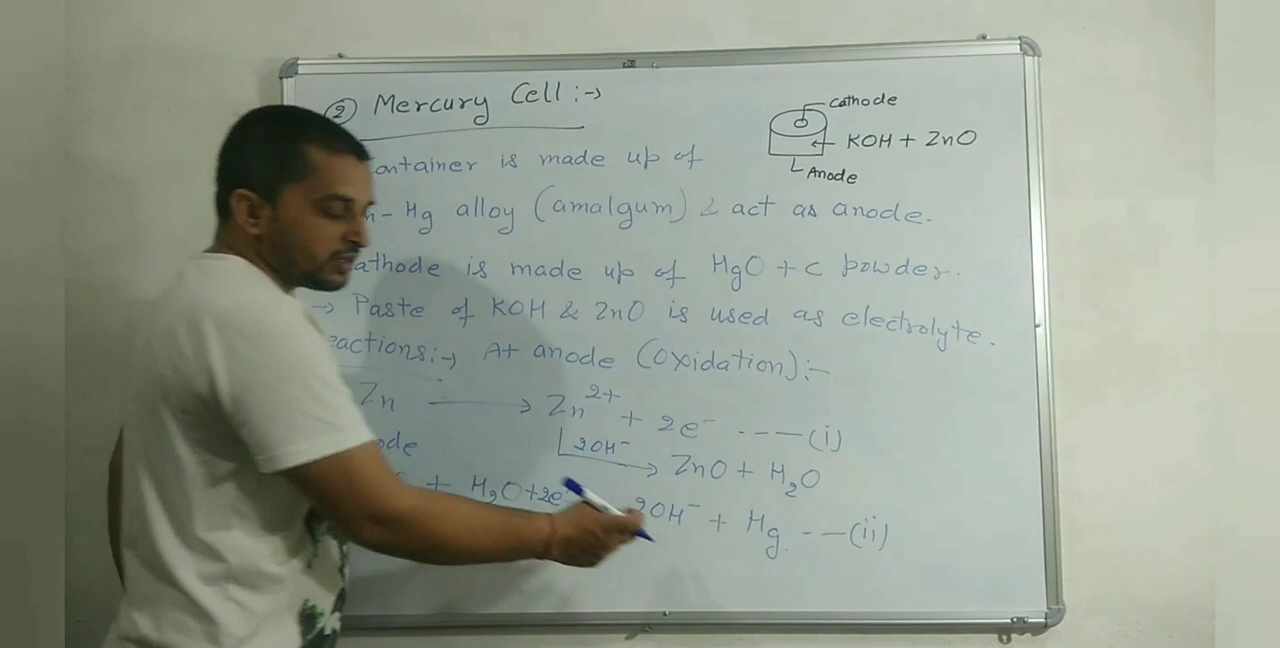 ② Mercury Cell :→
Cathode
KOH + ZnO
Anode
ontainer is made up of
n - Hg alloy (amalgum) & act as anode.
athode is made up of HgO + C powder.
→ Paste of KOH & ZnO is used as electrolyte.
eactions :→ At anode (oxidation) :-
Zn ⟶ Zn²⁺ + 2e⁻ ---(i)
2OH⁻ → ZnO + H₂O
ode
+ H₂O + 2e⁻ 2OH⁻ + Hg. ---(ii)